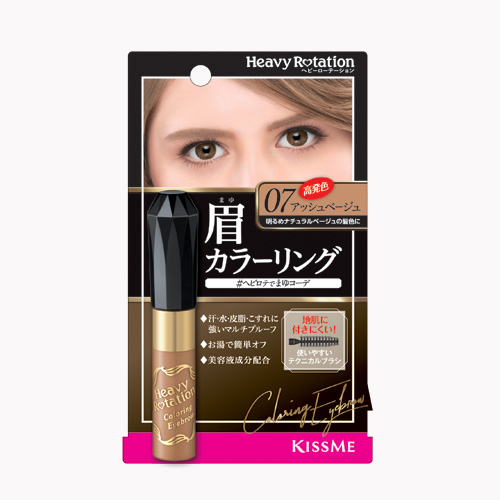 Heavy Rotation
ヘビーローテーション
高発色
07
アッシュベージュ
明るめナチュラルベージュの髪色に
まゆ
眉
カラーリング
#ヘビロテでまゆコーデ
◆汗・水・皮脂・こすれに
強いマルチプルーフ
◆お湯で簡単オフ
◆美容液成分配合
地肌に
付きにくい!
使いやすい
テクニカルブラシ
Heavy
Rotation
Coloring
Eyebrow
Coloring Eyebrow
KISSME